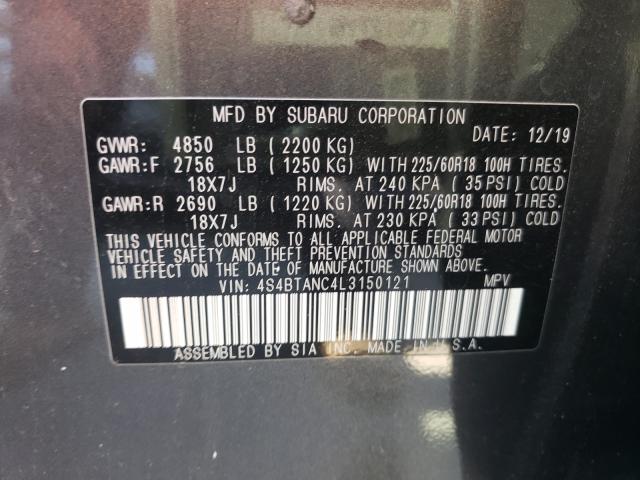 MFD BY SUBARU CORPORATION
DATE: 12/19
GVWR: 4850 LB (2200 KG)
GAWR:F 2756 LB (1250 KG) WITH 225/60R18 100H TIRES.
18X7J RIMS. AT 240 KPA (35 PSI) COLD
GAWR:R 2690 LB (1220 KG) WITH 225/60R18 100H TIRES.
18X7J RIMS. AT 230 KPA (33 PSI) COLD
THIS VEHICLE CONFORMS TO ALL APPLICABLE FEDERAL MOTOR
VEHICLE SAFETY AND THEFT PREVENTION STANDARDS
IN EFFECT ON THE DATE OF MANUFACTURE SHOWN ABOVE.
VIN: 4S4BTANC4L3150121 MPV
ASSEMBLED BY SIA INC. MADE IN U.S.A.